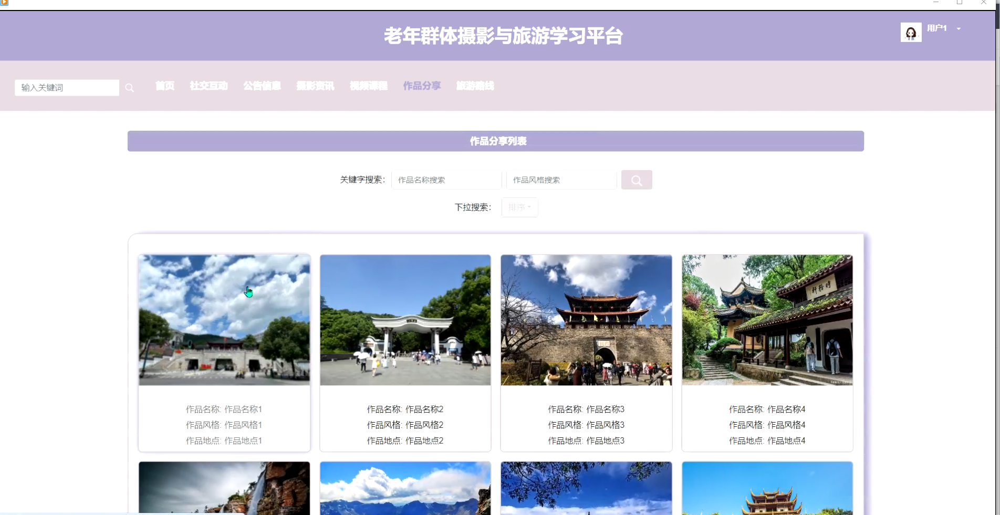 老年群体摄影与旅游学习平台
用户1
输入关键词
首页 社交互动 公告信息 摄影资讯 视频课程 作品分享 旅游路线
作品分享列表
关键字搜索： 作品名称搜索 作品风格搜索
下拉搜索： 排序
作品名称: 作品名称1
作品风格: 作品风格1
作品地点: 作品地点1
作品名称: 作品名称2
作品风格: 作品风格2
作品地点: 作品地点2
作品名称: 作品名称3
作品风格: 作品风格3
作品地点: 作品地点3
作品名称: 作品名称4
作品风格: 作品风格4
作品地点: 作品地点4